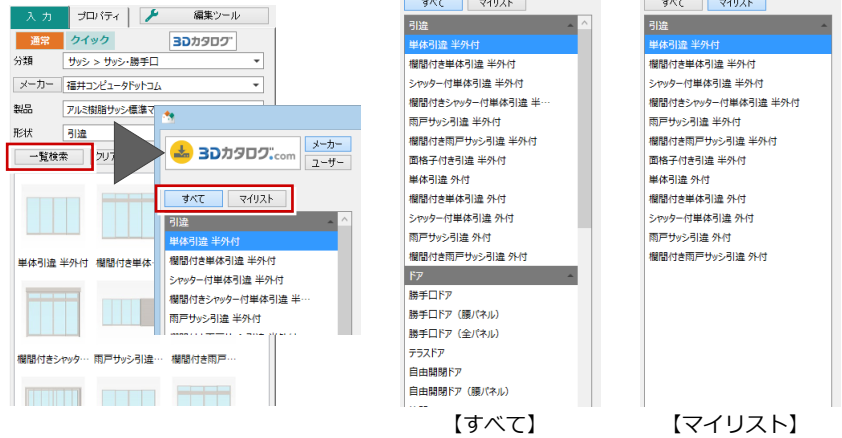 入 力 プロパティ 編集ツール
通常 クイック 3Dカタログ
分類 サッシ > サッシ・勝手口
メーカー 福井コンピュータドットコム
製品 アルミ樹脂サッシ標準マ
形状 引違
一覧検索 クリア
単体引違 半外付 欄間付き単体
欄間付きシャッタ… 雨戸サッシ引違… 欄間付き雨戸…
3Dカタログ.com
メーカー
ユーザー
すべて マイリスト
引違
単体引違 半外付
欄間付き単体引違 半外付
シャッター付単体引違 半外付
欄間付きシャッター付単体引違 半…
雨戸サッシ引違 半外付
すべて マイリスト
引違
単体引違 半外付
欄間付き単体引違 半外付
シャッター付単体引違 半外付
欄間付きシャッター付単体引違 半…
雨戸サッシ引違 半外付
欄間付き雨戸サッシ引違 半外付
面格子付き引違 半外付
単体引違 外付
欄間付き単体引違 外付
シャッター付単体引違 外付
雨戸サッシ引違 外付
欄間付き雨戸サッシ引違 外付
ドア
勝手口ドア
勝手口ドア（腰パネル）
勝手口ドア（全パネル）
テラスドア
自由開閉ドア
自由開閉ドア（腰パネル）
【すべて】
すべて マイリスト
引違
単体引違 半外付
欄間付き単体引違 半外付
シャッター付単体引違 半外付
欄間付きシャッター付単体引違 半外付
雨戸サッシ引違 半外付
欄間付き雨戸サッシ引違 半外付
面格子付き引違 半外付
単体引違 外付
欄間付き単体引違 外付
シャッター付単体引違 外付
雨戸サッシ引違 外付
欄間付き雨戸サッシ引違 外付
【マイリスト】